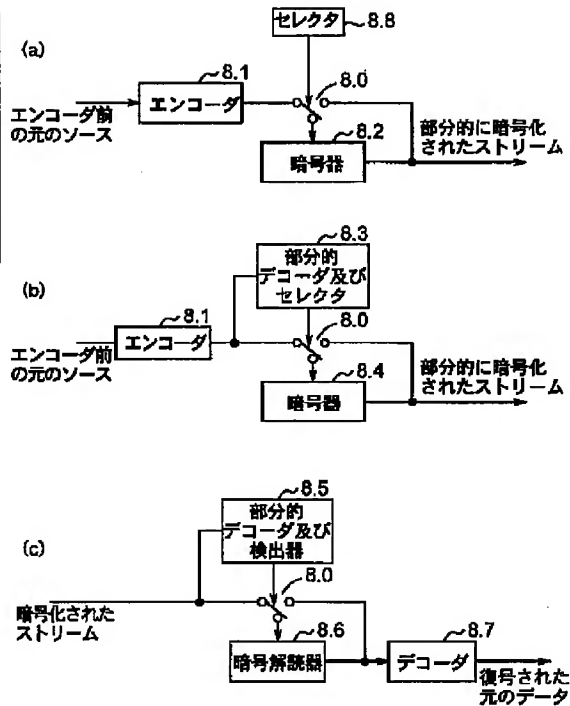 (a)
セレクタ
8.8
8.1
8.0
エンコーダ
エンコーダ前
の元のソース
8.2
暗号器
部分的に暗号化
されたストリーム
(b)
8.3
部分的
デコーダ及び
セレクタ
8.1
8.0
エンコーダ
エンコーダ前
の元のソース
8.4
暗号器
部分的に暗号化
されたストリーム
(c)
8.5
部分的
デコーダ及び
検出器
8.0
暗号化された
ストリーム
8.6
暗号解読器
8.7
デコーダ
復号された
元のデータ